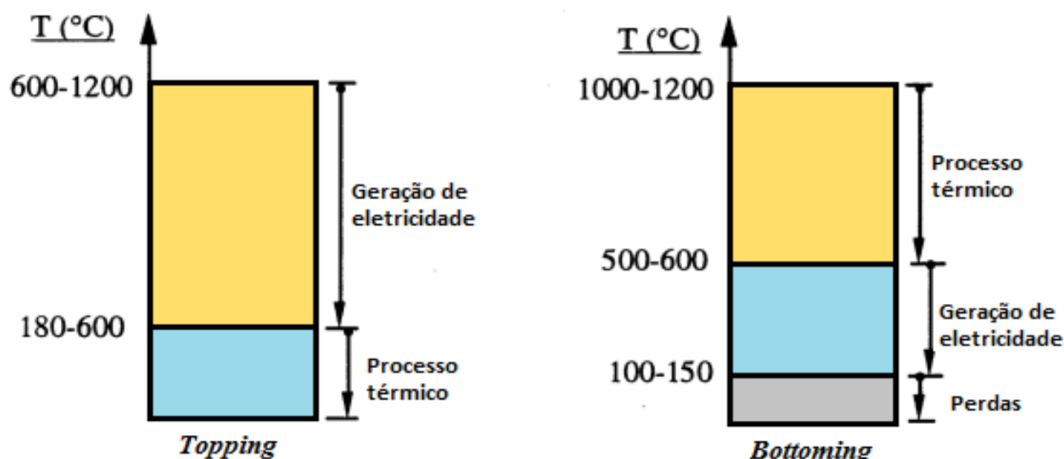 T (°C)
600-1200
Geração de
eletricidade
180-600
Processo
térmico
Topping
T (°C)
1000-1200
Processo
térmico
500-600
Geração de
eletricidade
100-150
Perdas
Bottoming